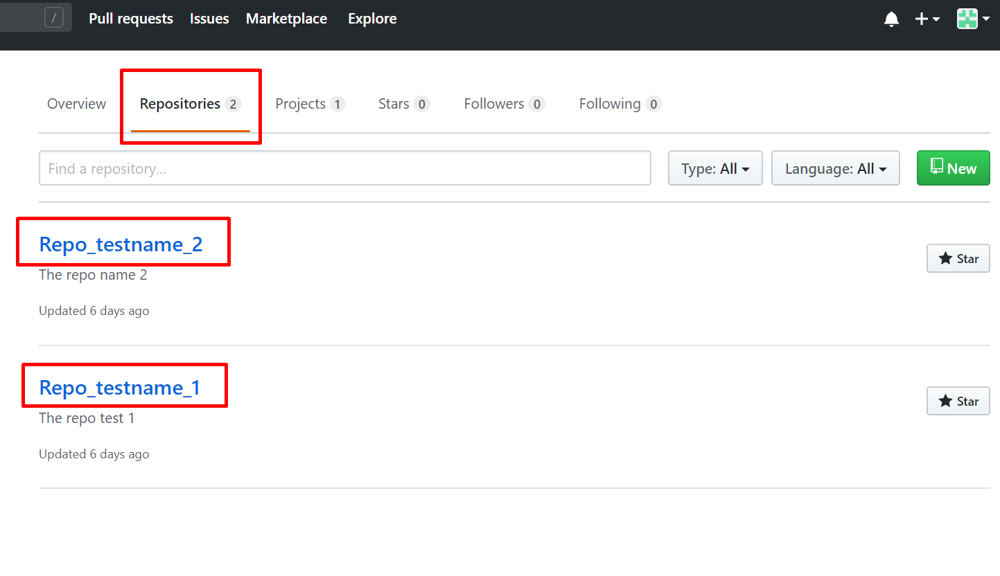 / Pull requests Issues Marketplace Explore
Overview Repositories 2 Projects 1 Stars 0 Followers 0 Following 0
Find a repository... Type: All Language: All New
Repo_testname_2
Star
The repo name 2
Updated 6 days ago
Repo_testname_1
Star
The repo test 1
Updated 6 days ago